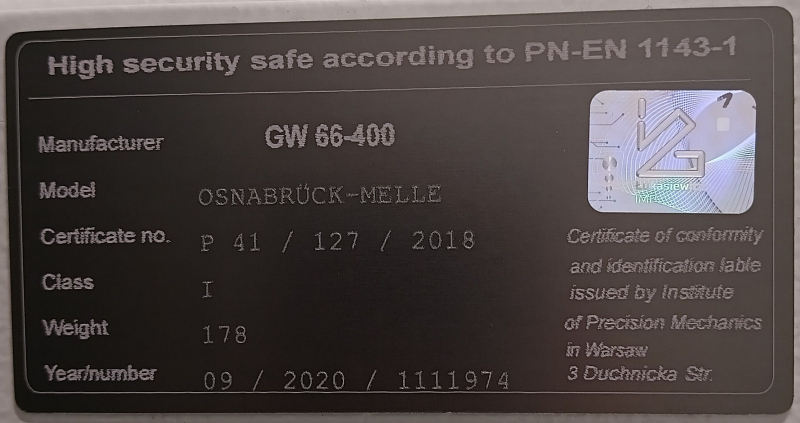 High security safe according to PN-EN 1143-1
Manufacturer GW 66-400
Model OSNABRÜCK-MELLE
Certificate no. P 41 / 127 / 2018
Class I
Weight 178
Year/number 09 / 2020 / 1111974
IMP
Certificate of conformity
and identification lable
issued by Institute
of Precision Mechanics
in Warsaw
3 Duchnicka Str.